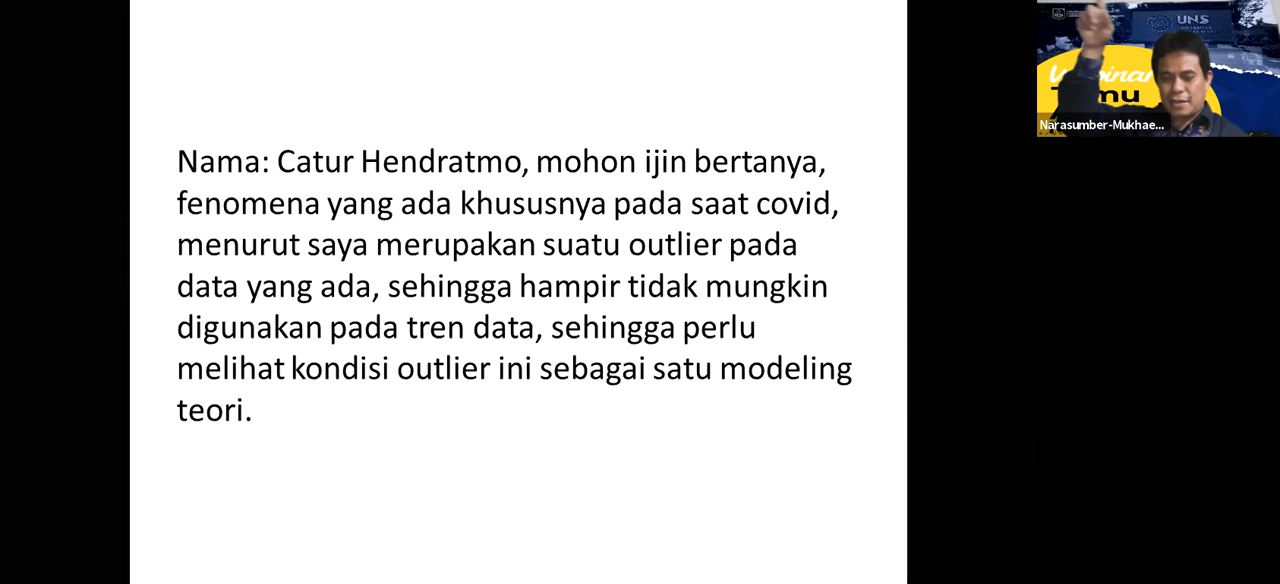 Nama: Catur Hendratmo, mohon ijin bertanya,
fenomena yang ada khususnya pada saat covid,
menurut saya merupakan suatu outlier pada
data yang ada, sehingga hampir tidak mungkin
digunakan pada tren data, sehingga perlu
melihat kondisi outlier ini sebagai satu modeling
teori.
UNS
Narasumber-Mukhae...